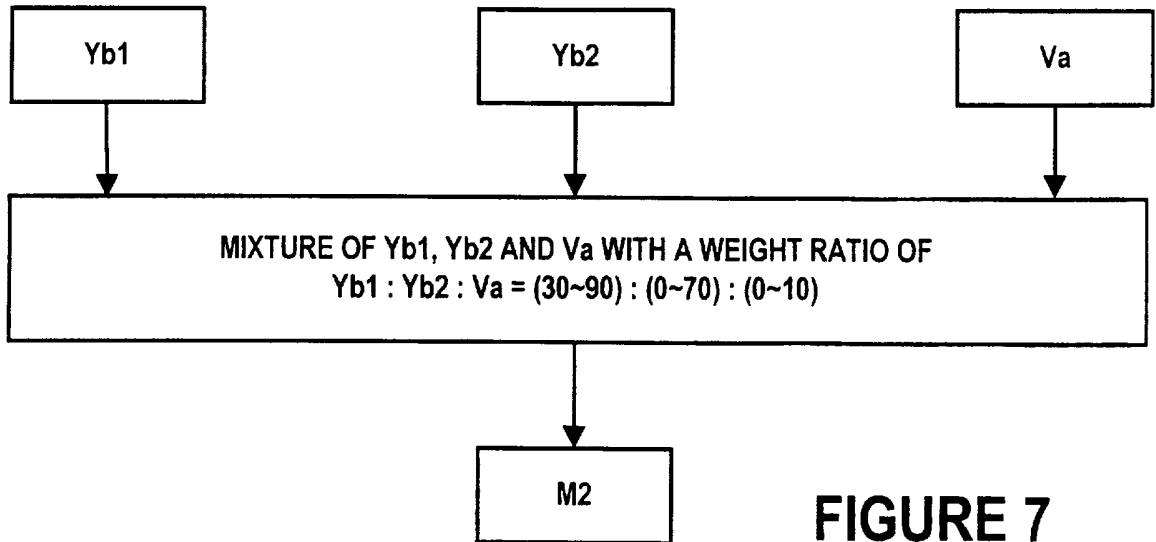 Yb1
Yb2
Va
MIXTURE OF Yb1, Yb2 AND Va WITH A WEIGHT RATIO OF
Yb1 : Yb2 : Va = (30~90) : (0~70) : (0~10)
M2
FIGURE 7